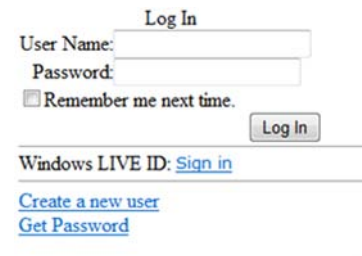 Log In
User Name:
Password:
Remember me next time.
Log In
Windows LIVE ID: Sign in
Create a new user
Get Password